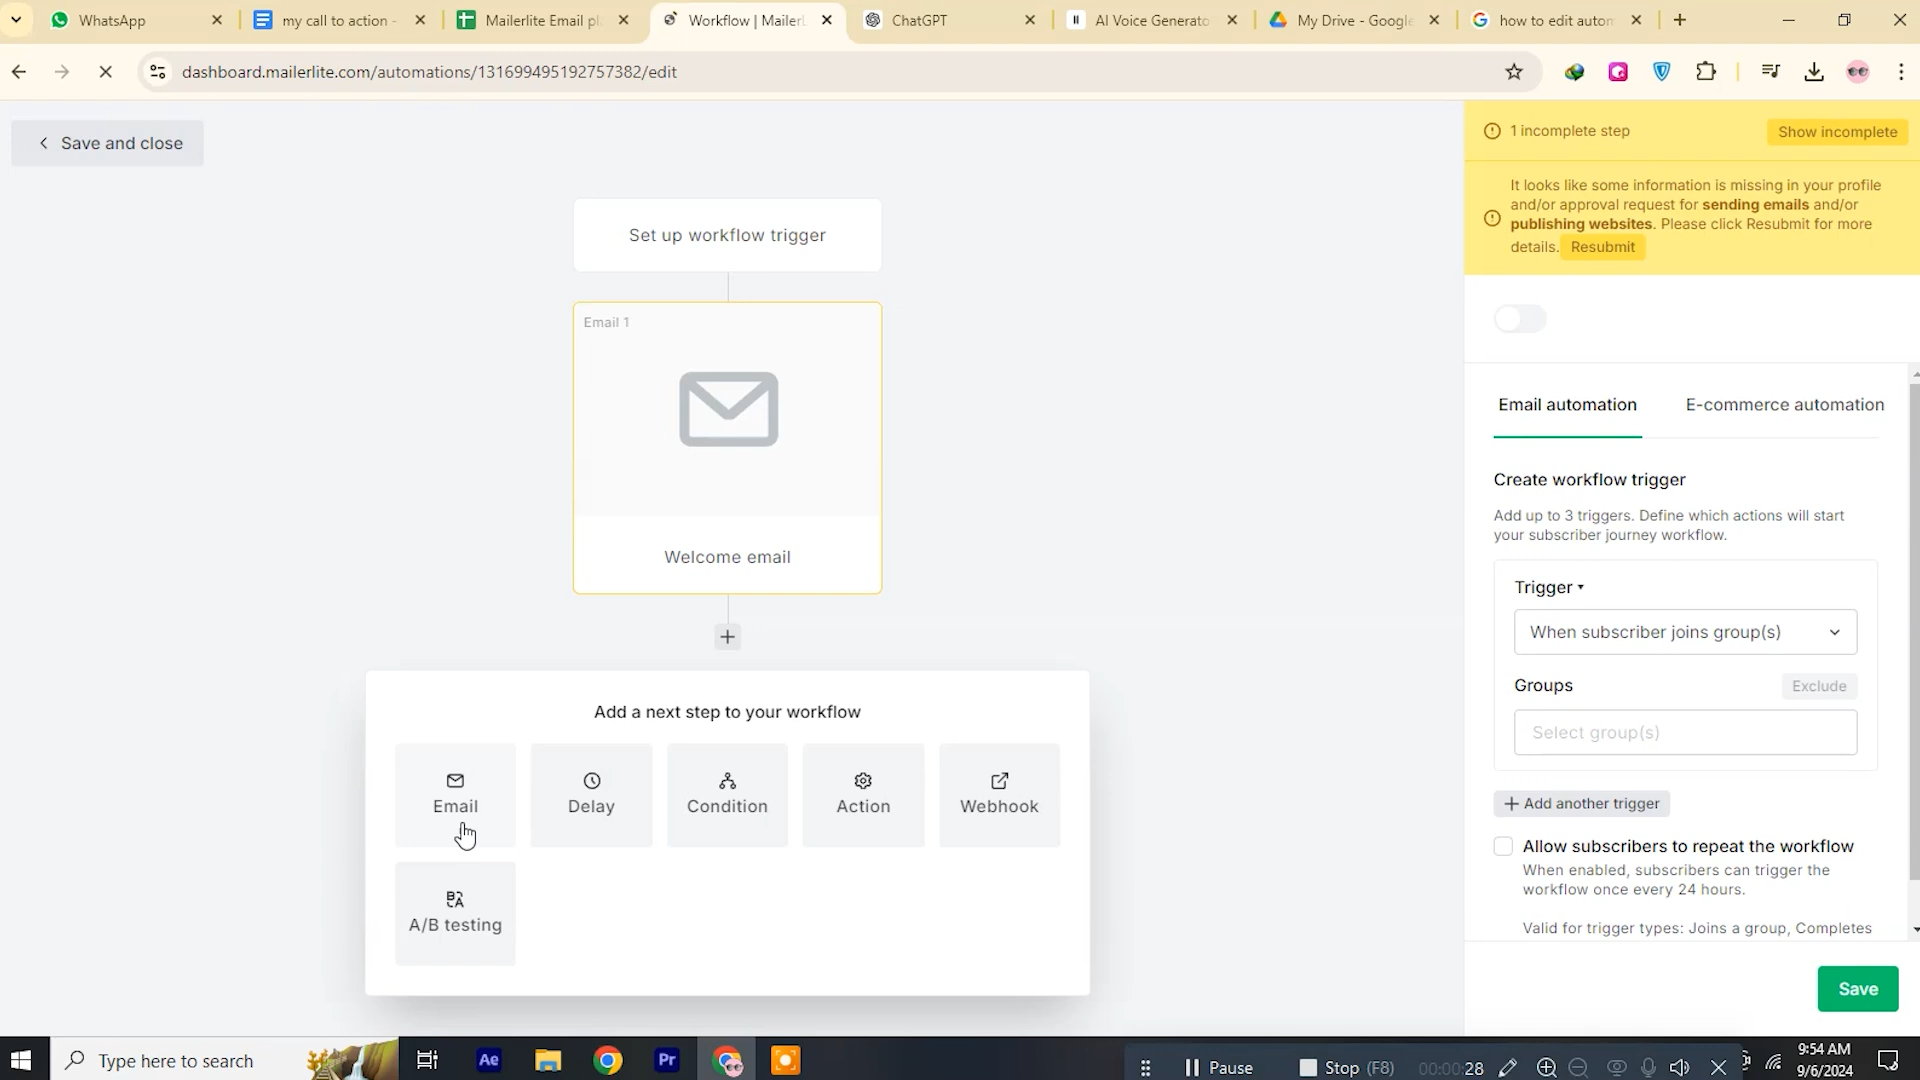 WhatsApp
my call to action -
Mailerlite Email pl
Workflow | Mailer
ChatGPT
AI Voice Generato
My Drive - Google
how to edit autom
dashboard.mailerlite.com/automations/131699495192757382/edit
Save and close
1 incomplete step
Show incomplete
It looks like some information is missing in your profile
and/or approval request for sending emails and/or
publishing websites. Please click Resubmit for more
details. Resubmit
Set up workflow trigger
Email 1
Welcome email
Email automation
E-commerce automation
Create workflow trigger
Add up to 3 triggers. Define which actions will start
your subscriber journey workflow.
Trigger
When subscriber joins group(s)
Groups
Exclude
Select group(s)
Add another trigger
Allow subscribers to repeat the workflow
When enabled, subscribers can trigger the
workflow once every 24 hours.
Valid for trigger types: Joins a group, Completes
Save
Add a next step to your workflow
Email
Delay
Condition
Action
Webhook
A/B testing
Type here to search
Ae
Pr
Pause
Stop (F8)
00:00:28
9:54 AM
9/6/2024